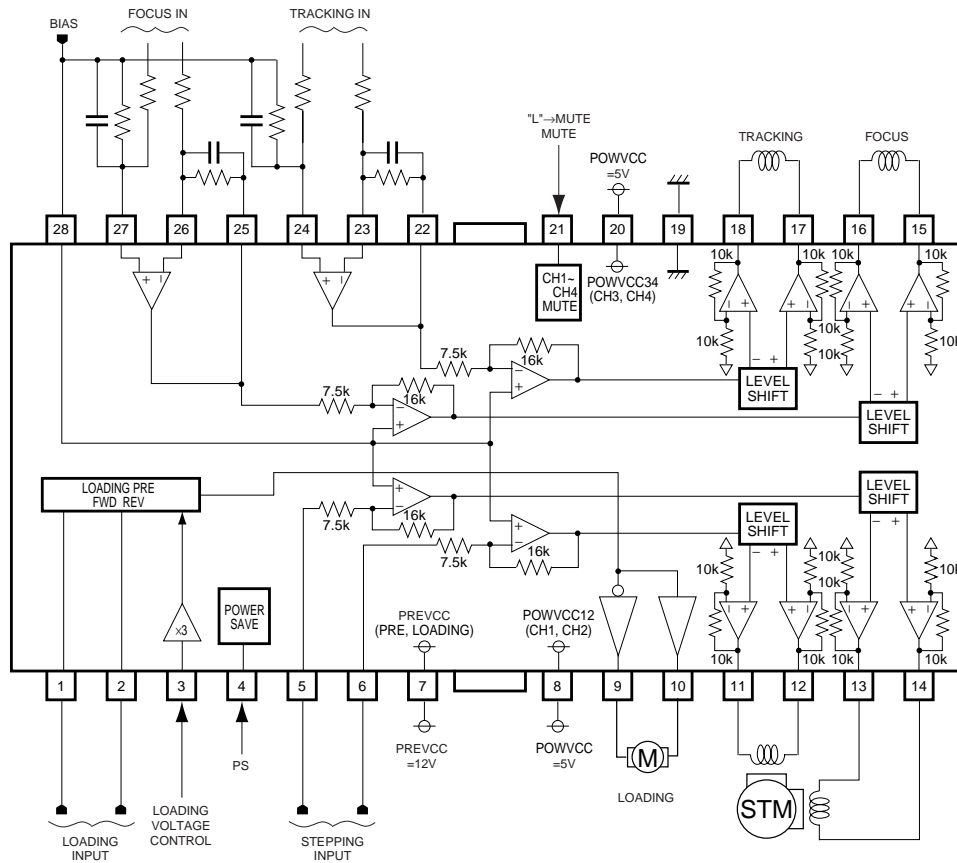 BIAS
FOCUS IN
TRACKING IN
"L"→MUTE
MUTE
POWVCC
=5V
TRACKING
FOCUS
28
27
26
25
24
23
22
21
20
19
18
17
16
15
+ −
+ −
CH1~
CH4
MUTE
POWVCC34
(CH3, CH4)
10k
10k
10k
10k
+ −
− +
+ −
− +
10k
10k
10k
10k
7.5k
16k
− +
LEVEL
SHIFT
7.5k
16k
− +
LEVEL
SHIFT
−
+
−
+
LOADING PRE
FWD REV
LEVEL
SHIFT
− +
+
−
7.5k
16k
LEVEL
SHIFT
− +
+
−
7.5k
16k
10k
10k
10k
10k
×3
POWER
SAVE
PREVCC
(PRE, LOADING)
POWVCC12
(CH1, CH2)
− +
+ −
− +
+ −
10k
10k
10k
10k
1
2
3
4
5
6
7
8
9
10
11
12
13
14
PS
PREVCC
=12V
POWVCC
=5V
M
LOADING
STM
LOADING
INPUT
LOADING
VOLTAGE
CONTROL
STEPPING
INPUT